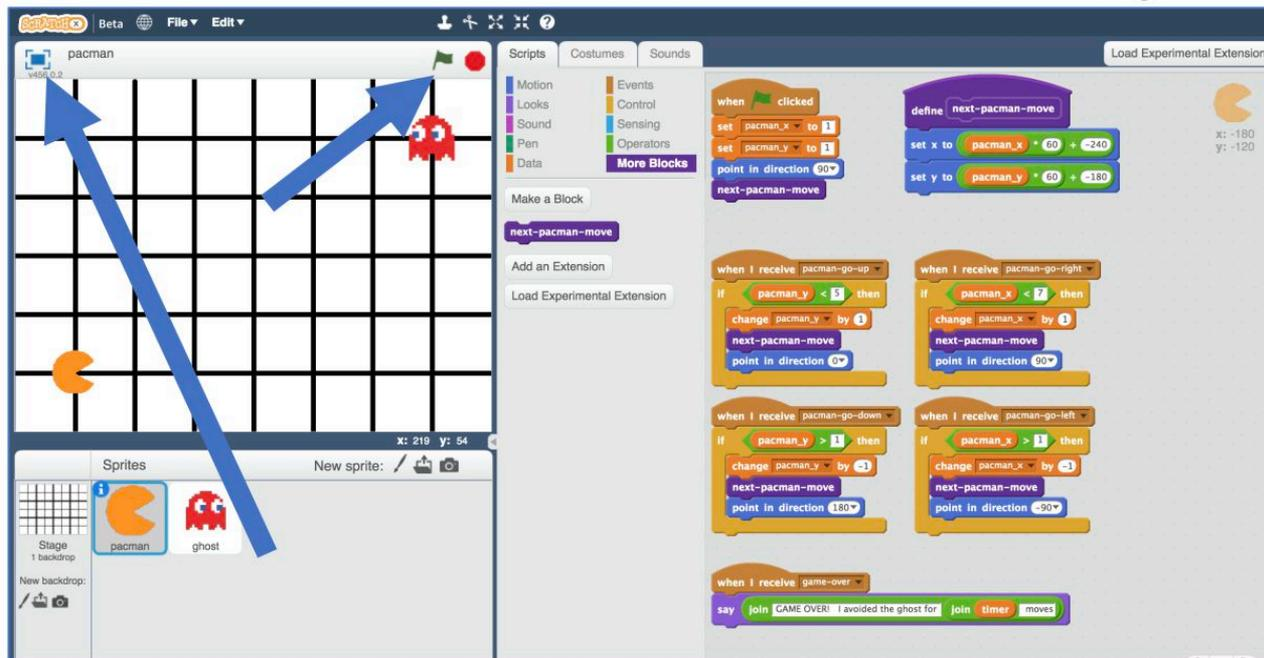 SCRATCHX Beta File▾ Edit▾
pacman
v456.0.2
x: 219 y: 54
Sprites New sprite:
Stage
1 backdrop
New backdrop:
pacman
ghost
Scripts Costumes Sounds
Load Experimental Extension
Motion Events
Looks Control
Sound Sensing
Pen Operators
Data More Blocks
Make a Block
next-pacman-move
Add an Extension
Load Experimental Extension
when clicked
set pacman_x to 1
set pacman_y to 1
point in direction 90▾
next-pacman-move
define next-pacman-move
set x to pacman_x * 60 + -240
set y to pacman_y * 60 + -180
x: -180
y: -120
when I receive pacman-go-up
if pacman_y < 5 then
change pacman_y by 1
next-pacman-move
point in direction 0▾
when I receive pacman-go-right
if pacman_x < 7 then
change pacman_x by 1
next-pacman-move
point in direction 90▾
when I receive pacman-go-down
if pacman_y > 1 then
change pacman_y by -1
next-pacman-move
point in direction 180▾
when I receive pacman-go-left
if pacman_x > 1 then
change pacman_x by -1
next-pacman-move
point in direction -90▾
when I receive game-over
say join GAME OVER! I avoided the ghost for join timer moves